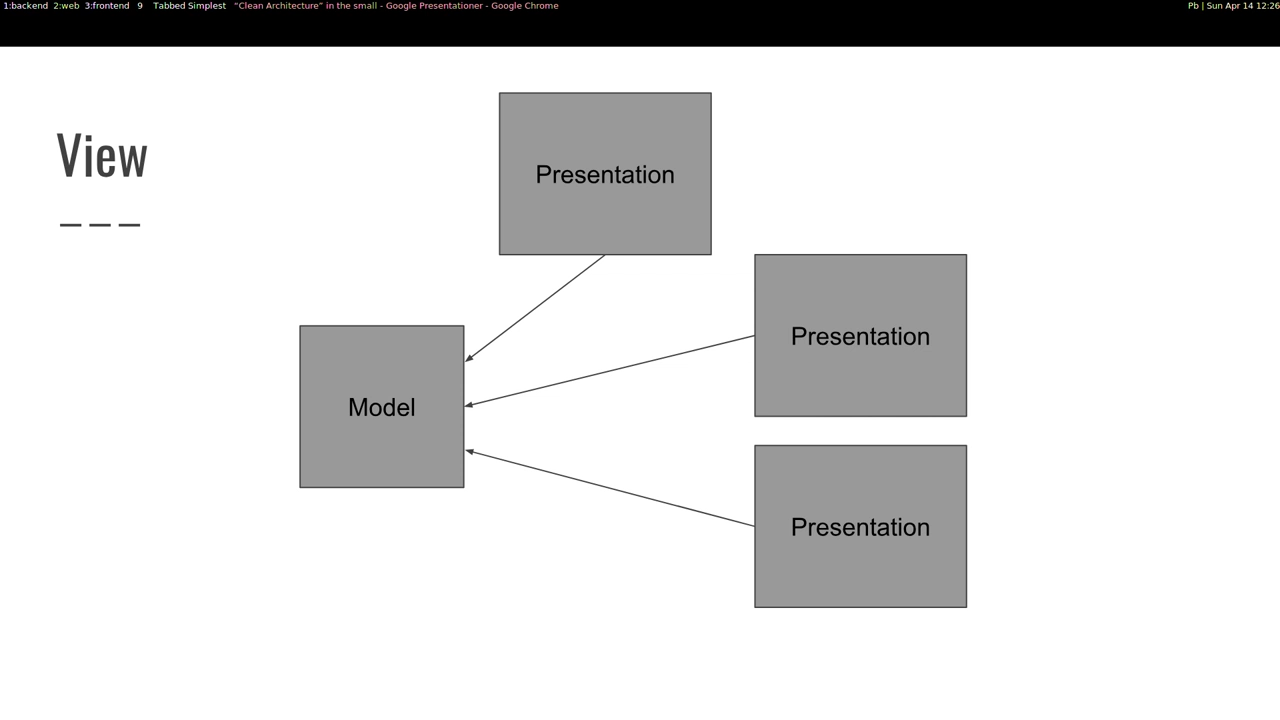 1:backend 2:web 3:frontend 9 Tabbed Simplest "Clean Architecture" in the small - Google Presentationer - Google Chrome Pb | Sun Apr 14 12:26
View
Presentation
Presentation
Model
Presentation